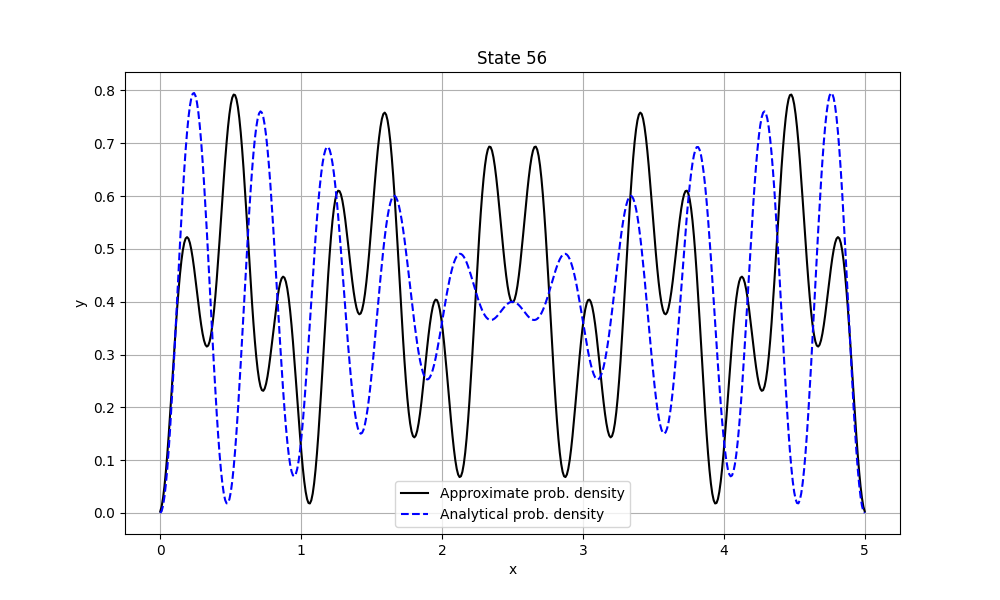 State 56
0.8
0.7
0.6
0.5
0.4
0.3
0.2
0.1
0.0
y
Approximate prob. density
Analytical prob. density
0 1 2 3 4 5
x